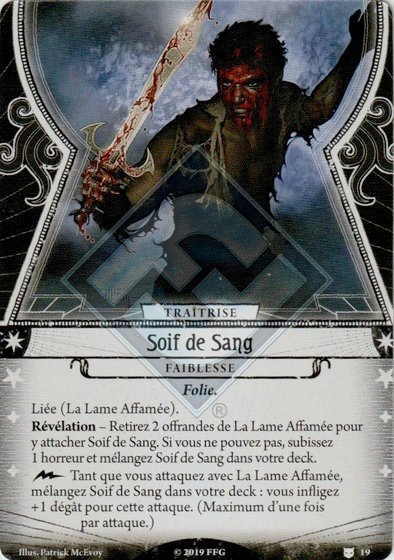 TRAÎTRISE
Soif de Sang
FAIBLESSE
Folie.
Liée (La Lame Affamée).
Révélation – Retirez 2 offrandes de La Lame Affamée pour
y attacher Soif de Sang. Si vous ne pouvez pas, subissez
1 horreur et mélangez Soif de Sang dans votre deck.
Tant que vous attaquez avec La Lame Affamée,
mélangez Soif de Sang dans votre deck : vous infligez
+1 dégât pour cette attaque. (Maximum d'une fois
par attaque.)
Illus. Patrick McEvoy © 2019 FFG 19